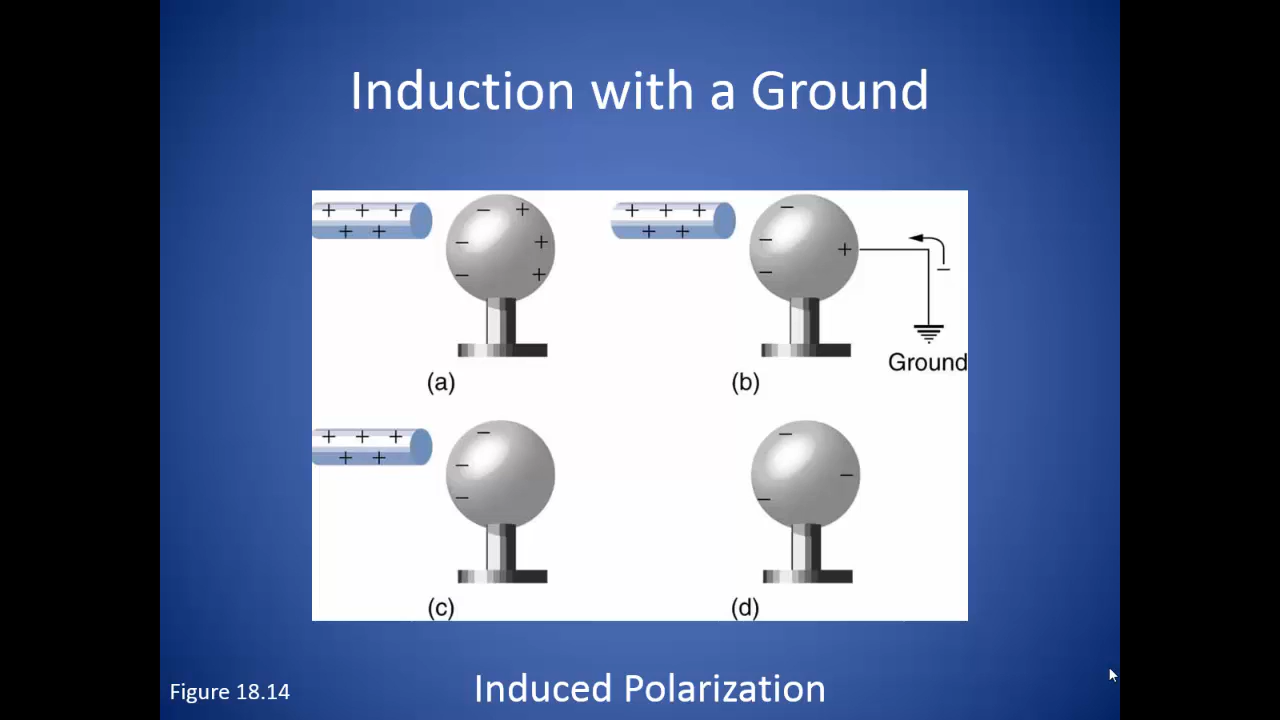 Induction with a Ground
+ + + − + + + + − +
+ + − + + + − + −
− + −
Ground
(a) (b)
+ + + − −
+ + − −
− −
(c) (d)
Figure 18.14 Induced Polarization